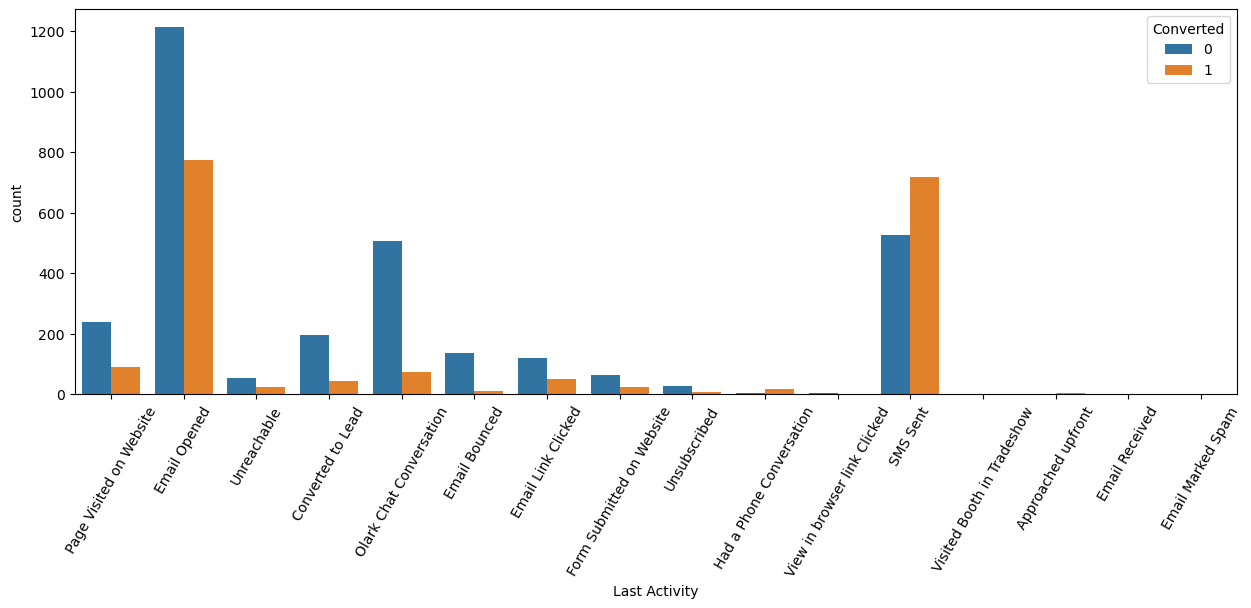 Converted
0
1
1200
1000
800
600
400
200
0
count
Page Visited on Website
Email Opened
Unreachable
Converted to Lead
Olark Chat Conversation
Email Bounced
Email Link Clicked
Form Submitted on Website
Unsubscribed
Had a Phone Conversation
View in browser link Clicked
SMS Sent
Visited Booth in Tradeshow
Approached upfront
Email Received
Email Marked Spam
Last Activity